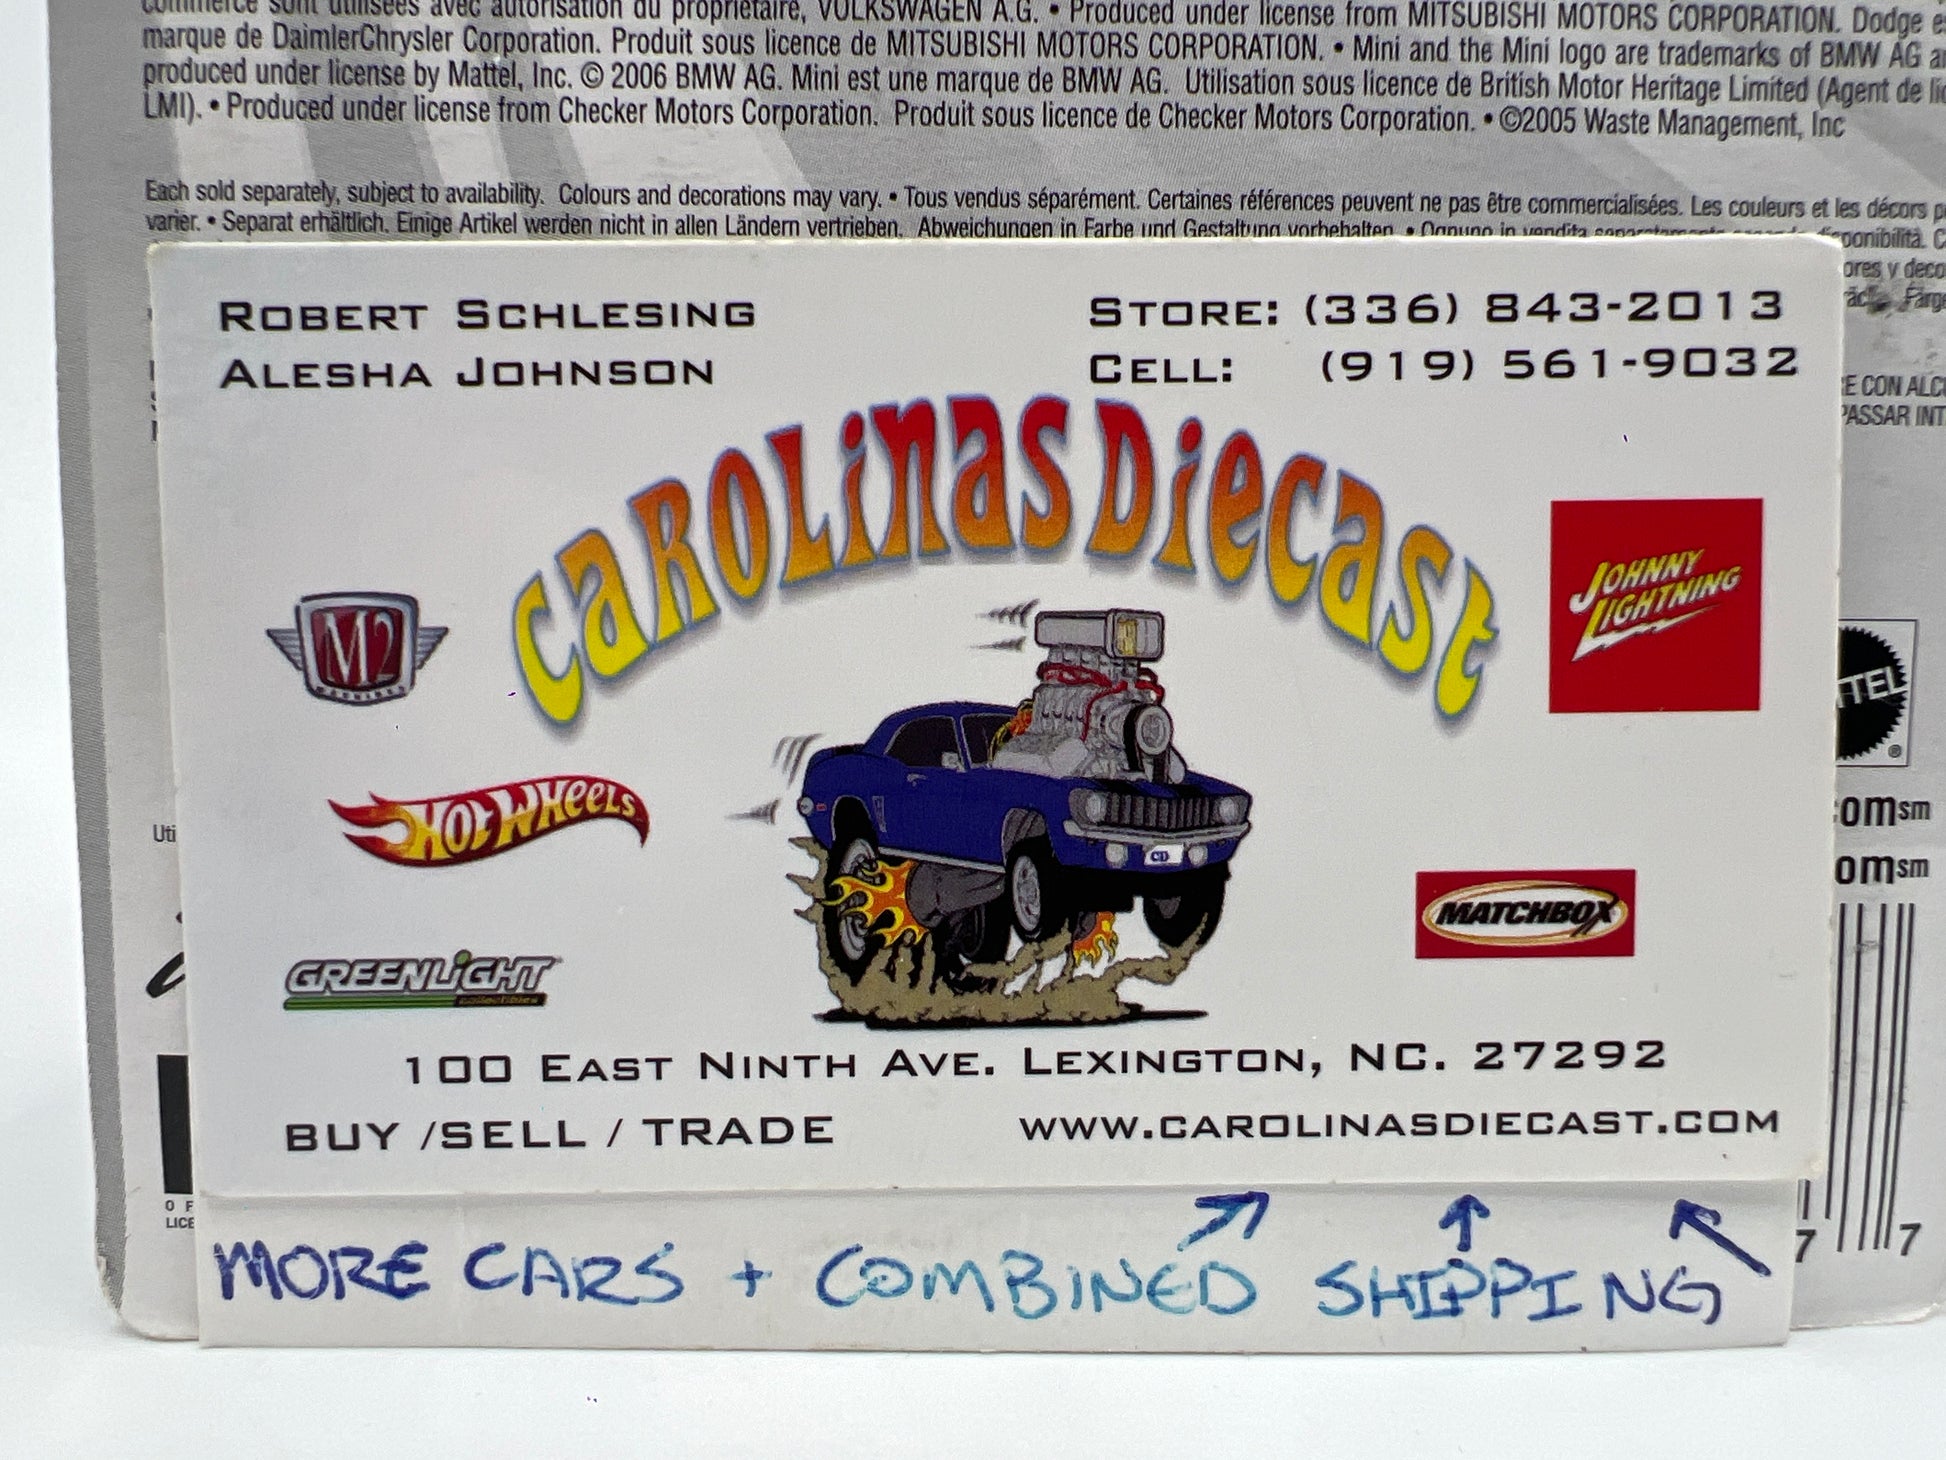 commerce sont utilisées avec autorisation du propriétaire, VOLKSWAGEN A.G. • Produced under license from MITSUBISHI MOTORS CORPORATION. Dodge
marque de DaimlerChrysler Corporation. Produit sous licence de MITSUBISHI MOTORS CORPORATION. • Mini and the Mini logo are trademarks of BMW AG
produced under license by Mattel, Inc. © 2006 BMW AG. Mini est une marque de BMW AG. Utilisation sous licence de British Motor Heritage Limited (Agent de
LMI). • Produced under license from Checker Motors Corporation. Produit sous licence de Checker Motors Corporation. • ©2005 Waste Management, Inc
Each sold separately, subject to availability. Colours and decorations may vary. • Tous vendus séparément. Certaines références peuvent ne pas être commercialisées. Les couleurs et les décors
varier. • Separat erhältlich. Einige Artikel werden nicht in allen Ländern vertrieben. Abweichungen in Farbe und Gestaltung vorbehalten. • Ognuno in vendita
ROBERT SCHLESING STORE: (336) 843-2013
ALESHA JOHNSON CELL: (919) 561-9032
CAROLINAS DIECAST
M2
MACHINES
JOHNNY
LIGHTNING
HOT WHEELS
CD
MATCHBOX
GREENLIGHT
collectibles
100 EAST NINTH AVE. LEXINGTON, NC. 27292
BUY /SELL / TRADE WWW.CAROLINASDIECAST.COM
MORE CARS + COMBINED SHIPPING